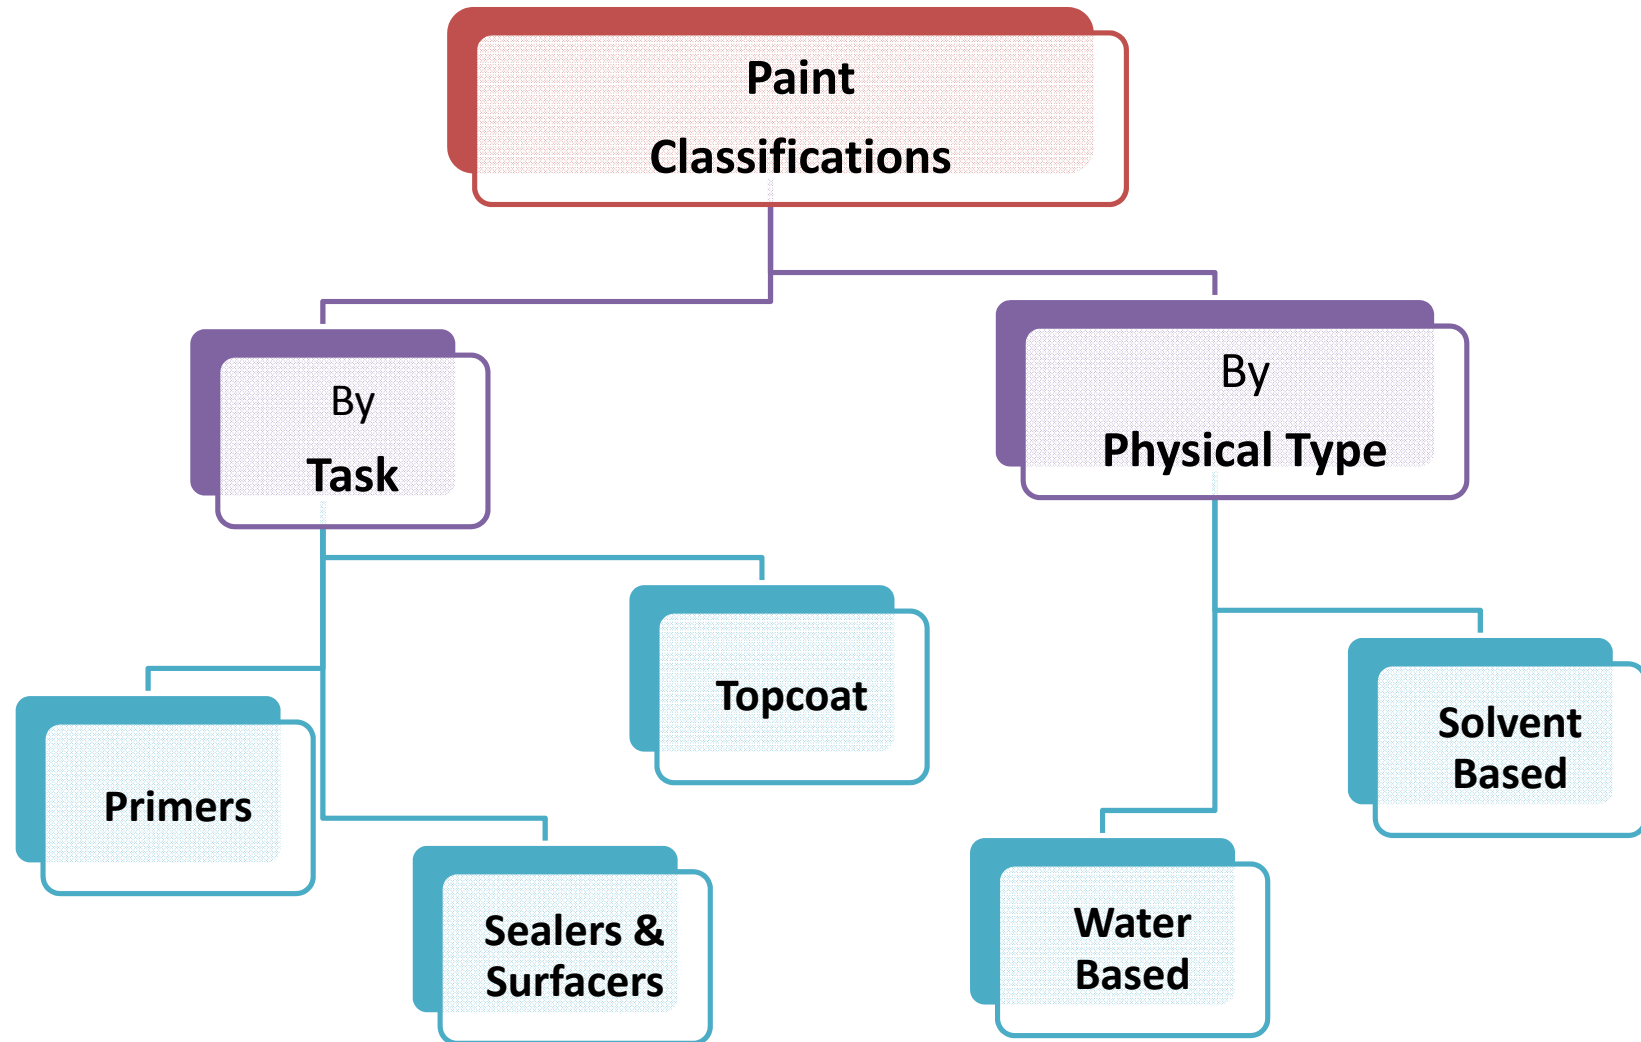 Paint
Classifications
By
Task
By
Physical Type
Topcoat
Primers
Sealers &
Surfacers
Solvent
Based
Water
Based